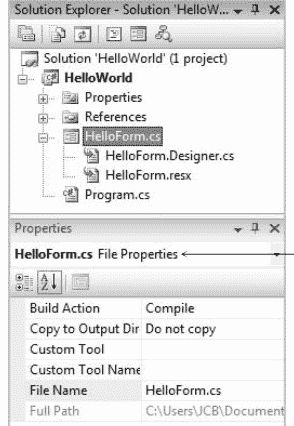 Solution Explorer - Solution 'HelloW...
Solution 'HelloWorld' (1 project)
HelloWorld
Properties
References
HelloForm.cs
HelloForm.Designer.cs
HelloForm.resx
Program.cs
Properties
HelloForm.cs File Properties
Build Action Compile
Copy to Output Dir Do not copy
Custom Tool
Custom Tool Name
File Name HelloForm.cs
Full Path C:\Users\JCB\Document